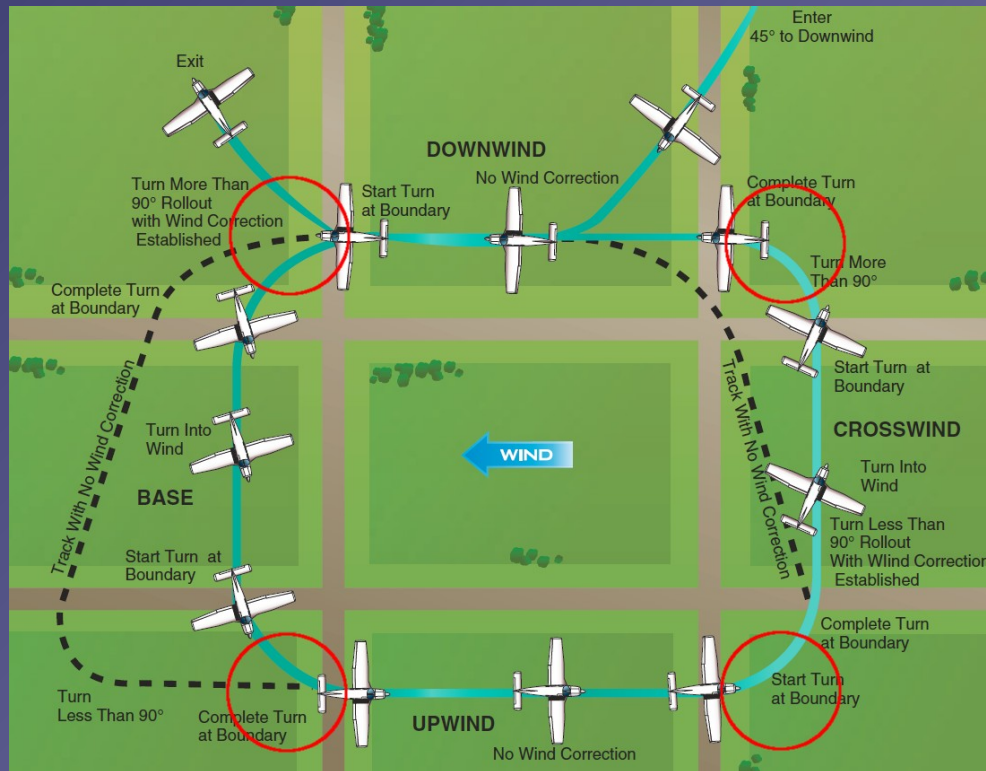 Enter
45° to Downwind
Exit
DOWNWIND
No Wind Correction
Turn More Than
90° Rollout
with Wind Correction
Established
Start Turn
at Boundary
Complete Turn
at Boundary
Turn More
Than 90°
Complete Turn
at Boundary
Start Turn at
Boundary
Track With No Wind Correction
Track With No Wind Correction
Turn Into
Wind
WIND
CROSSWIND
BASE
Turn Into
Wind
Turn Less Than
90° Rollout
With WIind Correction
Established
Start Turn at
Boundary
Complete Turn
at Boundary
Turn
Less Than 90°
Complete Turn
at Boundary
UPWIND
No Wind Correction
Start Turn
at Boundary